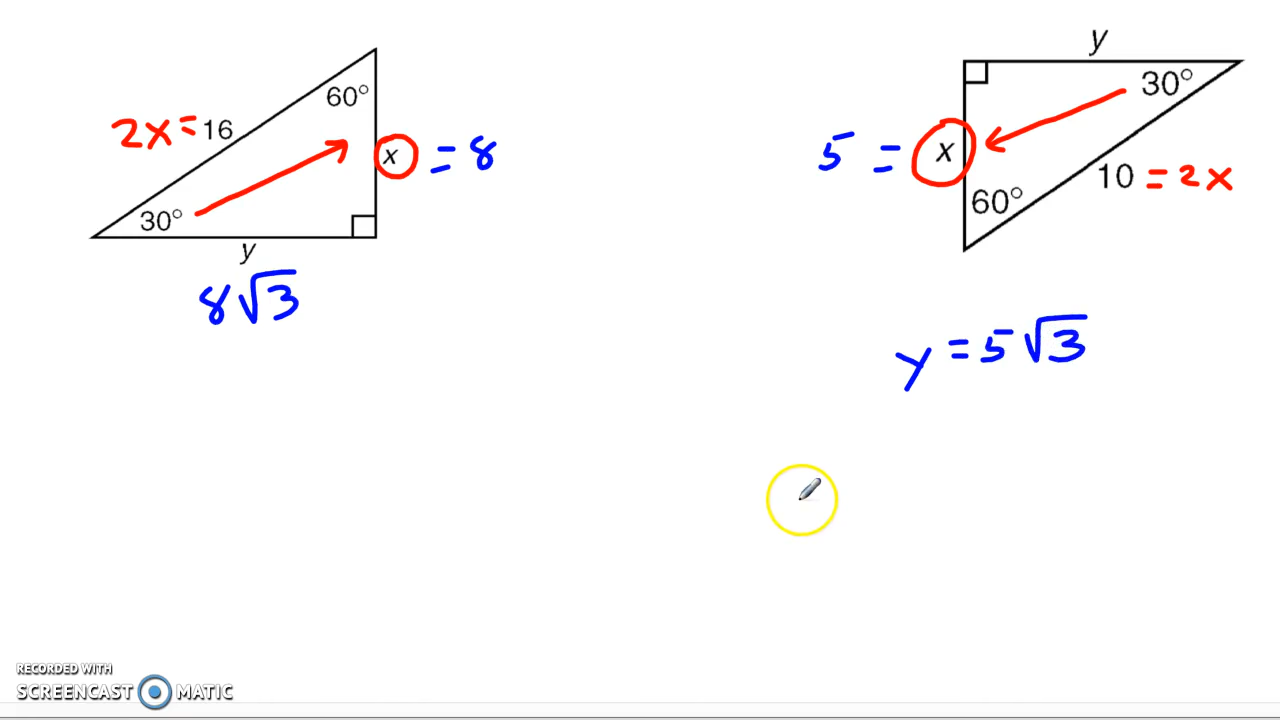 60°
2x = 16
x = 8
30°
y
8√3
y
30°
5 = x
10 = 2x
60°
y = 5√3
RECORDED WITH
SCREENCAST MATIC